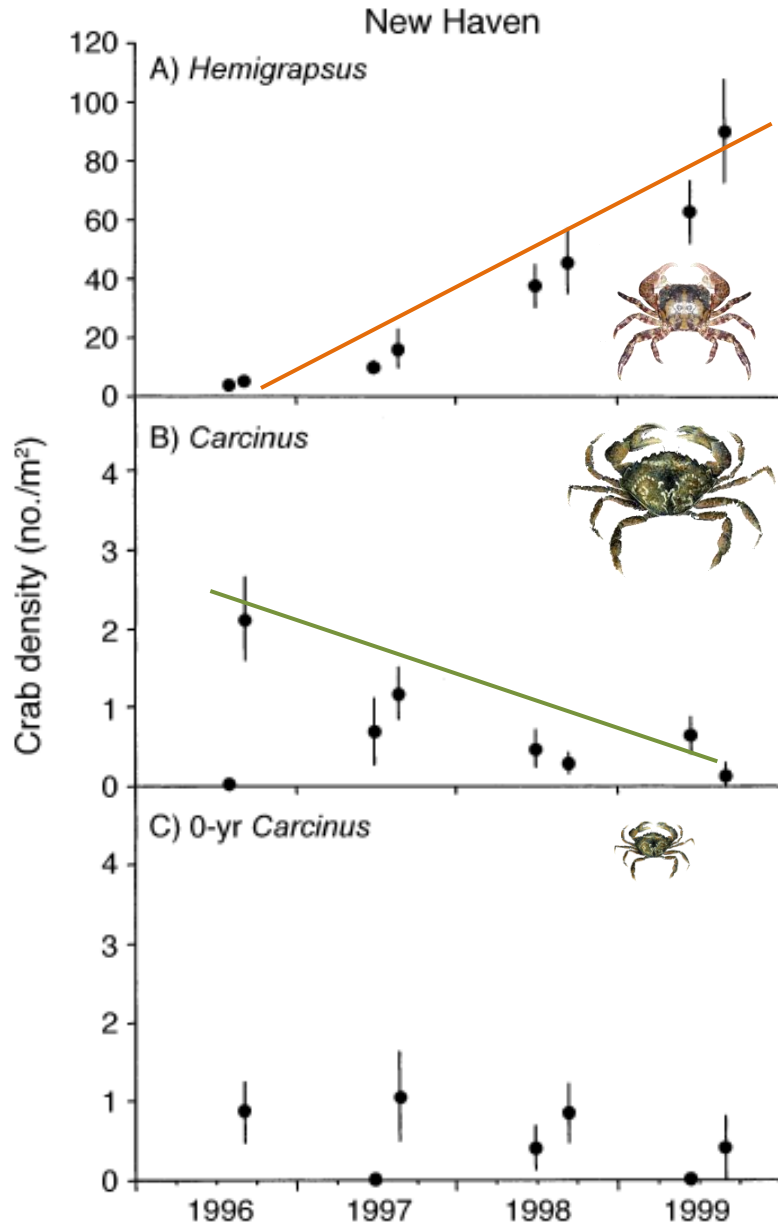 New Haven
A) Hemigrapsus
120
100
80
60
40
20
0
B) Carcinus
4
3
2
1
0
C) 0-yr Carcinus
4
3
2
1
0
Crab density (no./m²)
1996 1997 1998 1999